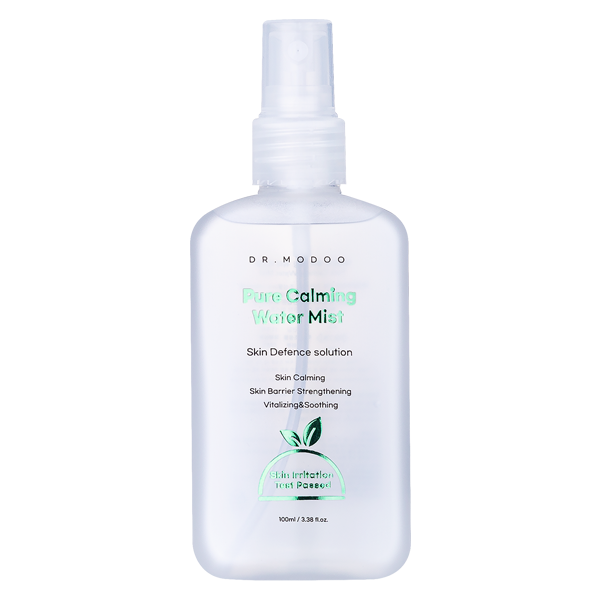 DR.MODOO
Pure Calming
Water Mist
Skin Defence solution
Skin Calming
Skin Barrier Strengthening
Vitalizing&Soothing
Skin Irritation
Test Passed
100ml / 3.38 fl.oz.